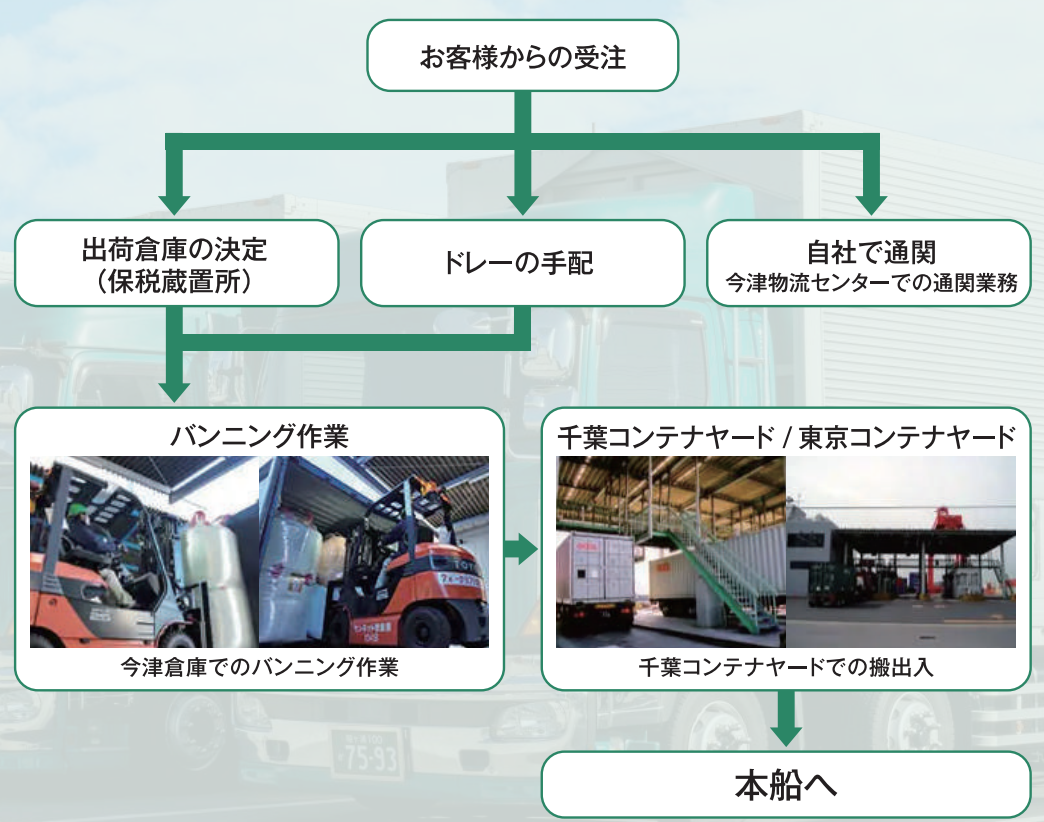 お客様からの受注
出荷倉庫の決定
（保税蔵置所）
ドレーの手配
自社で通関
今津物流センターでの通関業務
バンニング作業
千葉コンテナヤード / 東京コンテナヤード
TOYO
今津倉庫でのバンニング作業
千葉コンテナヤードでの搬出入
75-93
本船へ